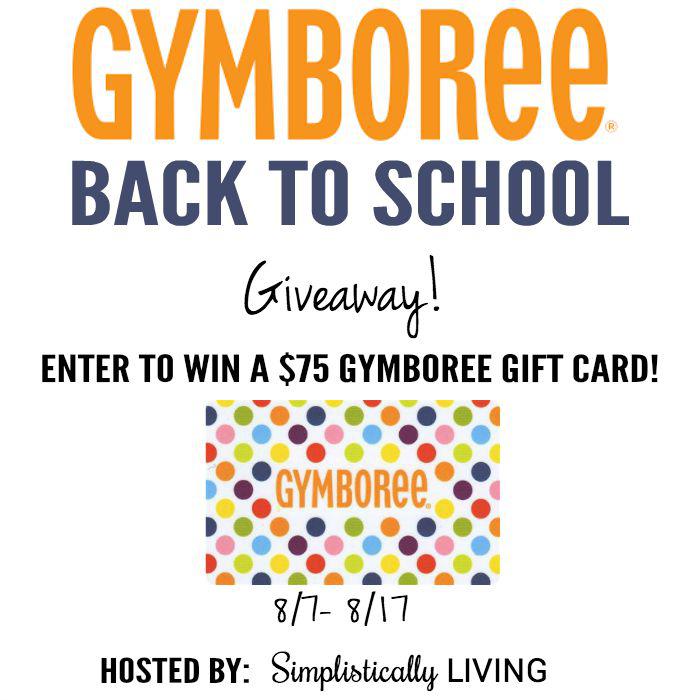 GYMBOREE®
BACK TO SCHOOL
Giveaway!
ENTER TO WIN A $75 GYMBOREE GIFT CARD!
GYMBOREE®
8/7- 8/17
HOSTED BY: Simplistically LIVING